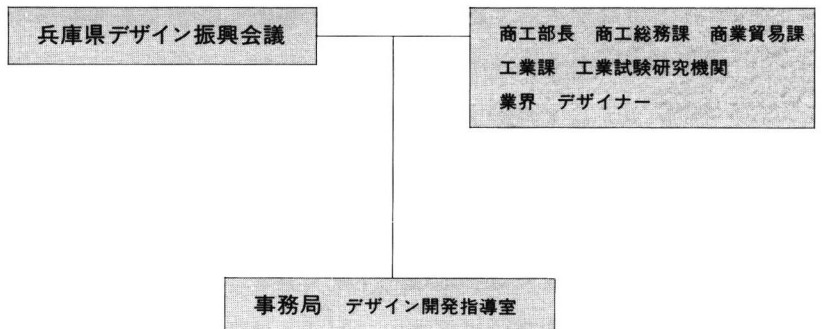 兵庫県デザイン振興会議
商工部長　商工総務課　商業貿易課
工業課　工業試験研究機関
業界　デザイナー
事務局　デザイン開発指導室